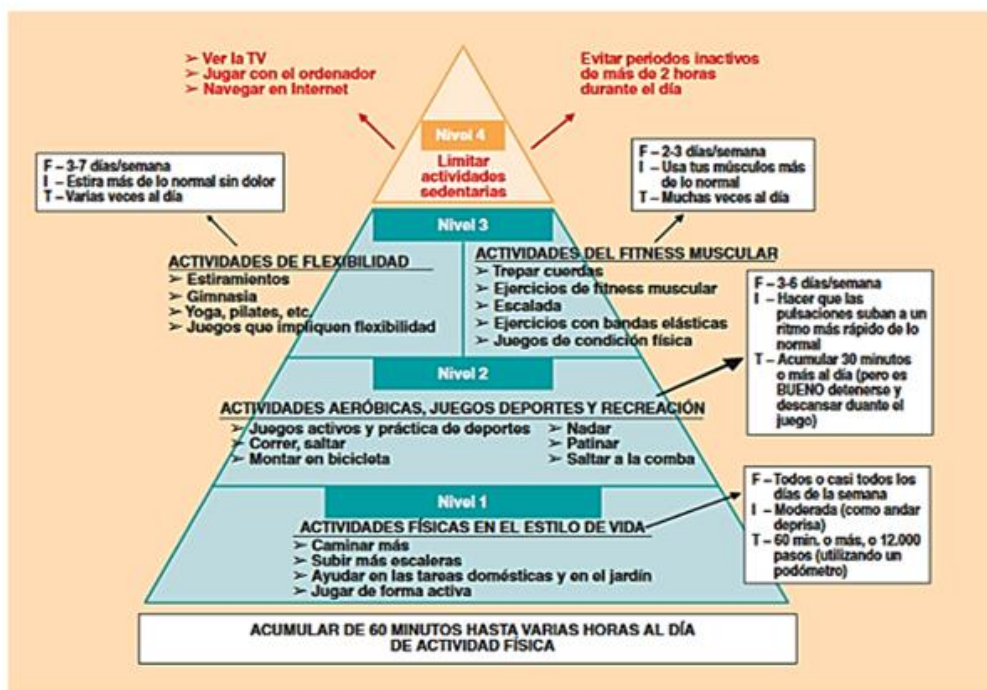 ➢ Ver la TV
➢ Jugar con el ordenador
➢ Navegar en Internet
Evitar periodos inactivos
de más de 2 horas
durante el día
Nivel 4
Limitar
actividades
sedentarias
F – 3-7 días/semana
I – Estira más de lo normal sin dolor
T – Varias veces al día
F – 2-3 días/semana
I – Usa tus músculos más
de lo normal
T – Muchas veces al día
Nivel 3
ACTIVIDADES DE FLEXIBILIDAD
➢ Estiramientos
➢ Gimnasia
➢ Yoga, pilates, etc.
➢ Juegos que impliquen flexibilidad
ACTIVIDADES DEL FITNESS MUSCULAR
➢ Trepar cuerdas
➢ Ejercicios de fitness muscular
➢ Escalada
➢ Ejercicios con bandas elásticas
➢ Juegos de condición física
F – 3-6 días/semana
I – Hacer que las
pulsaciones suban a un
ritmo más rápido de lo
normal
T – Acumular 30 minutos
o más al día (pero es
BUENO detenerse y
descansar duante el
juego)
Nivel 2
ACTIVIDADES AERÓBICAS, JUEGOS DEPORTES Y RECREACIÓN
➢ Juegos activos y práctica de deportes
➢ Correr, saltar
➢ Montar en bicicleta
➢ Nadar
➢ Patinar
➢ Saltar a la comba
Nivel 1
ACTIVIDADES FÍSICAS EN EL ESTILO DE VIDA
➢ Caminar más
➢ Subir más escaleras
➢ Ayudar en las tareas domésticas y en el jardín
➢ Jugar de forma activa
F – Todos o casi todos los
días de la semana
I – Moderada (como andar
deprisa)
T – 60 min. o más, o 12.000
pasos (utilizando un
podómetro)
ACUMULAR DE 60 MINUTOS HASTA VARIAS HORAS AL DÍA
DE ACTIVIDAD FÍSICA